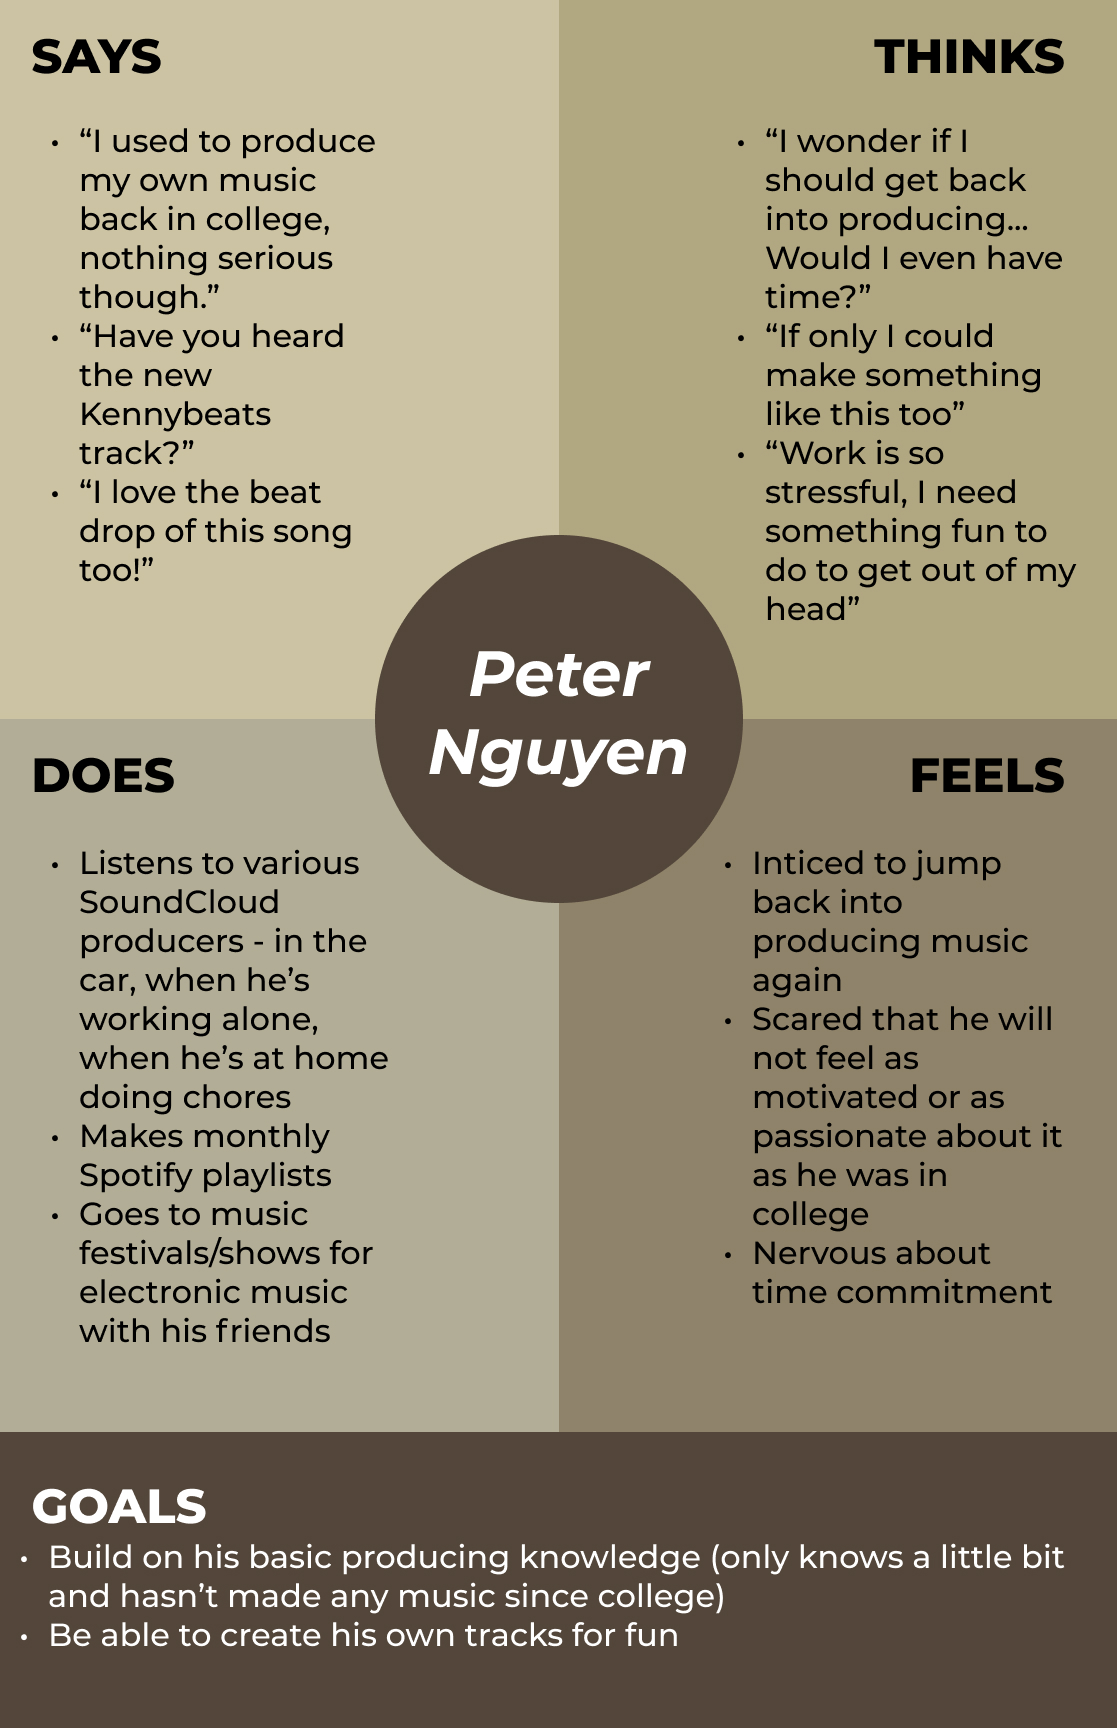 SAYS
• “I used to produce
my own music
back in college,
nothing serious
though.”
• “Have you heard
the new
Kennybeats
track?”
• “I love the beat
drop of this song
too!”
THINKS
• “I wonder if I
should get back
into producing...
Would I even have
time?”
• “If only I could
make something
like this too”
• “Work is so
stressful, I need
something fun to
do to get out of my
head”
Peter
Nguyen
DOES
• Listens to various
SoundCloud
producers - in the
car, when he’s
working alone,
when he’s at home
doing chores
• Makes monthly
Spotify playlists
• Goes to music
festivals/shows for
electronic music
with his friends
FEELS
• Inticed to jump
back into
producing music
again
• Scared that he will
not feel as
motivated or as
passionate about it
as he was in
college
• Nervous about
time commitment
GOALS
• Build on his basic producing knowledge (only knows a little bit
and hasn’t made any music since college)
• Be able to create his own tracks for fun